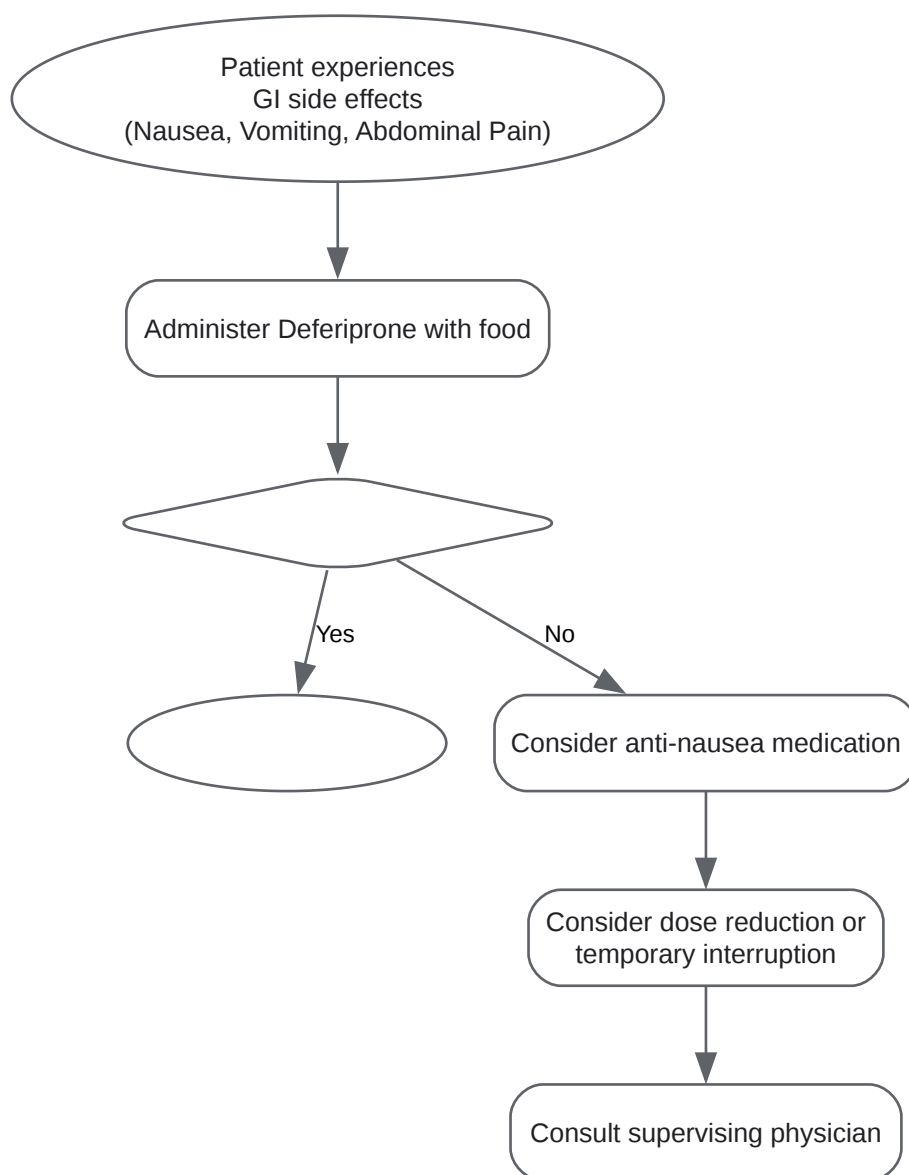 Patient experiences
GI side effects
(Nausea, Vomiting, Abdominal Pain)
Administer Deferiprone with food
Yes
No
Consider anti-nausea medication
Consider dose reduction or
temporary interruption
Consult supervising physician